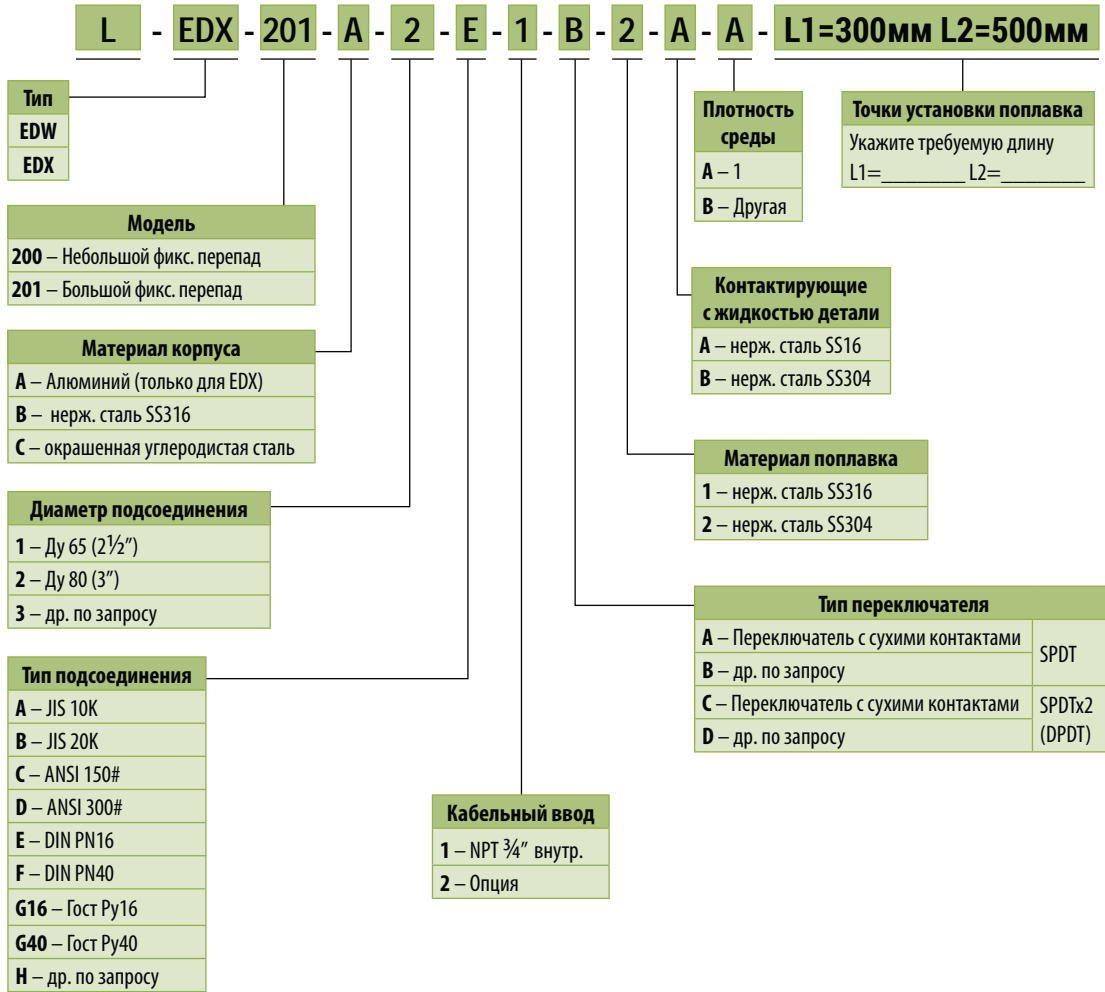 L - EDX - 201 - A - 2 - E - 1 - B - 2 - A - A - L1=300мм L2=500мм
Тип
EDW
EDX
Модель
200 – Небольшой фикс. перепад
201 – Большой фикс. перепад
Материал корпуса
A – Алюминий (только для EDX)
B – нерж. сталь SS316
C – окрашенная углеродистая сталь
Диаметр подсоединения
1 – Ду 65 (2½”)
2 – Ду 80 (3”)
3 – др. по запросу
Тип подсоединения
A – JIS 10K
B – JIS 20K
C – ANSI 150#
D – ANSI 300#
E – DIN PN16
F – DIN PN40
G16 – Гост Ру16
G40 – Гост Ру40
H – др. по запросу
Кабельный ввод
1 – NPT ¾” внутр.
2 – Опция
Тип переключателя
A – Переключатель с сухими контактами
B – др. по запросу
SPDT
C – Переключатель с сухими контактами
D – др. по запросу
SPDTx2
(DPDT)
Материал поплавка
1 – нерж. сталь SS316
2 – нерж. сталь SS304
Контактирующие
с жидкостью детали
A – нерж. сталь SS16
B – нерж. сталь SS304
Плотность
среды
A – 1
B – Другая
Точки установки поплавка
Укажите требуемую длину
L1=_______ L2=_______